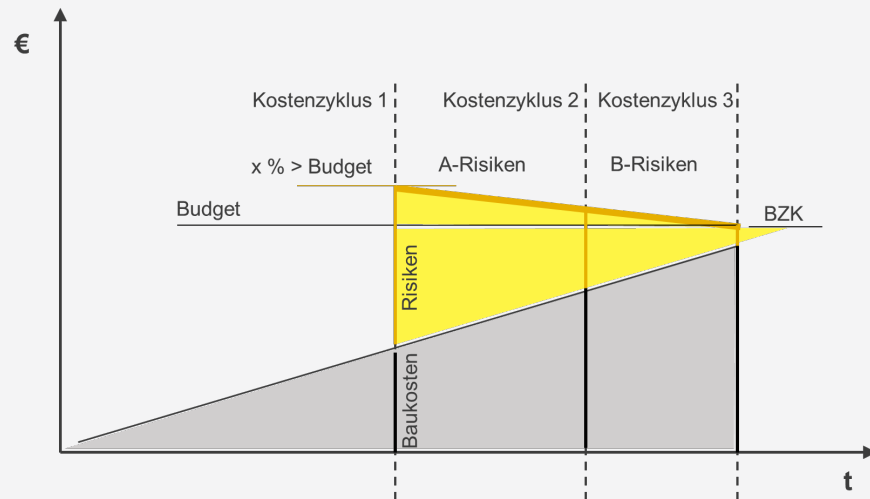 €
Kostenzyklus 1
Kostenzyklus 2
Kostenzyklus 3
x % > Budget
A-Risiken
B-Risiken
Budget
BZK
Risiken
Baukosten
t